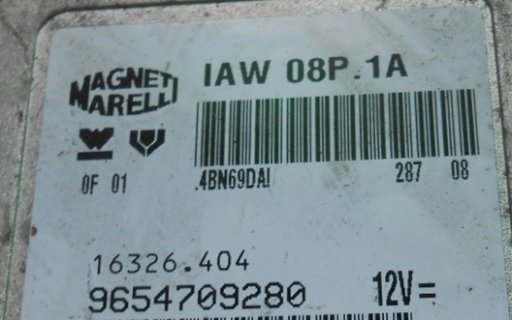 MAGNETI
MARELLI
IAW 08P.1A
0F 01
.4BN69DAI
287 08
16326.404
9654709280
12V=